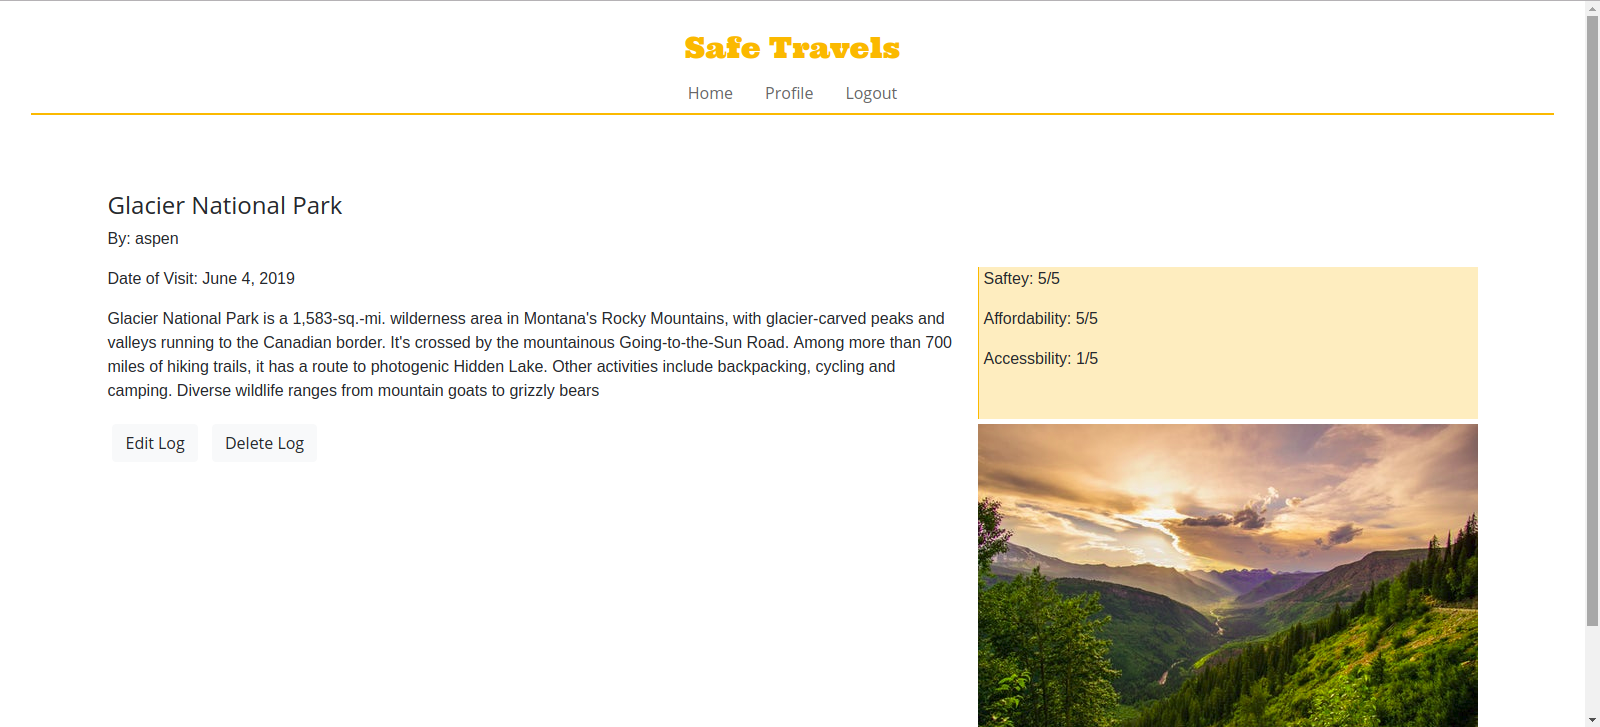 Safe Travels
Home Profile Logout
Glacier National Park
By: aspen
Date of Visit: June 4, 2019
Glacier National Park is a 1,583-sq.-mi. wilderness area in Montana's Rocky Mountains, with glacier-carved peaks and
valleys running to the Canadian border. It's crossed by the mountainous Going-to-the-Sun Road. Among more than 700
miles of hiking trails, it has a route to photogenic Hidden Lake. Other activities include backpacking, cycling and
camping. Diverse wildlife ranges from mountain goats to grizzly bears
Edit Log Delete Log
Saftey: 5/5
Affordability: 5/5
Accessbility: 1/5